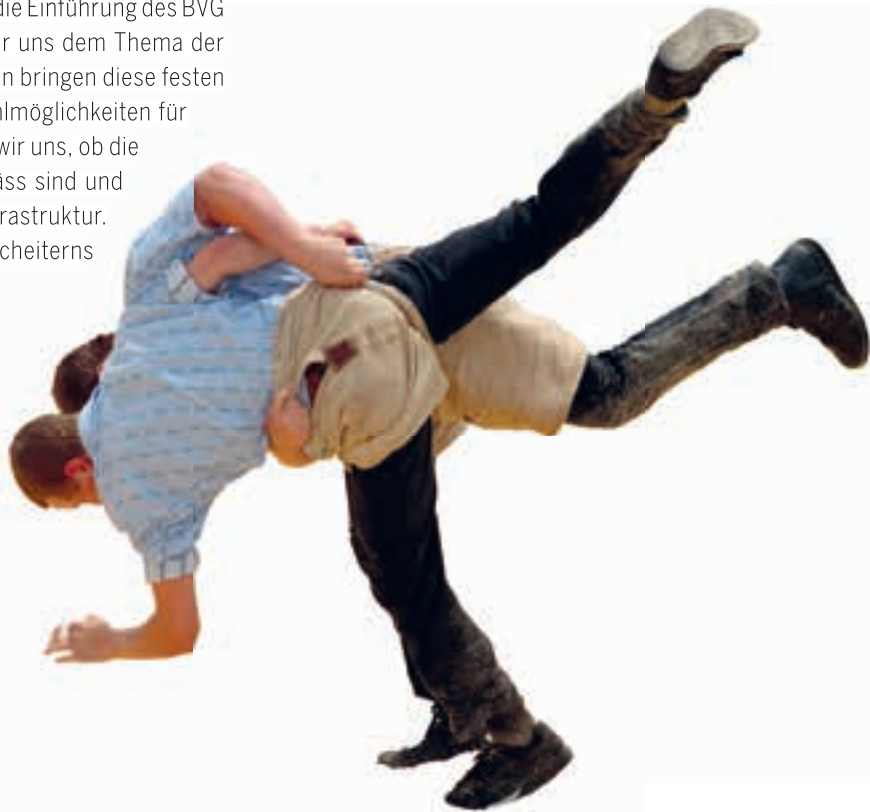 die Einführung des BVG
r uns dem Thema der
n bringen diese festen
lmöglichkeiten für
wir uns, ob die
äss sind und
rastruktur.
cheiterns